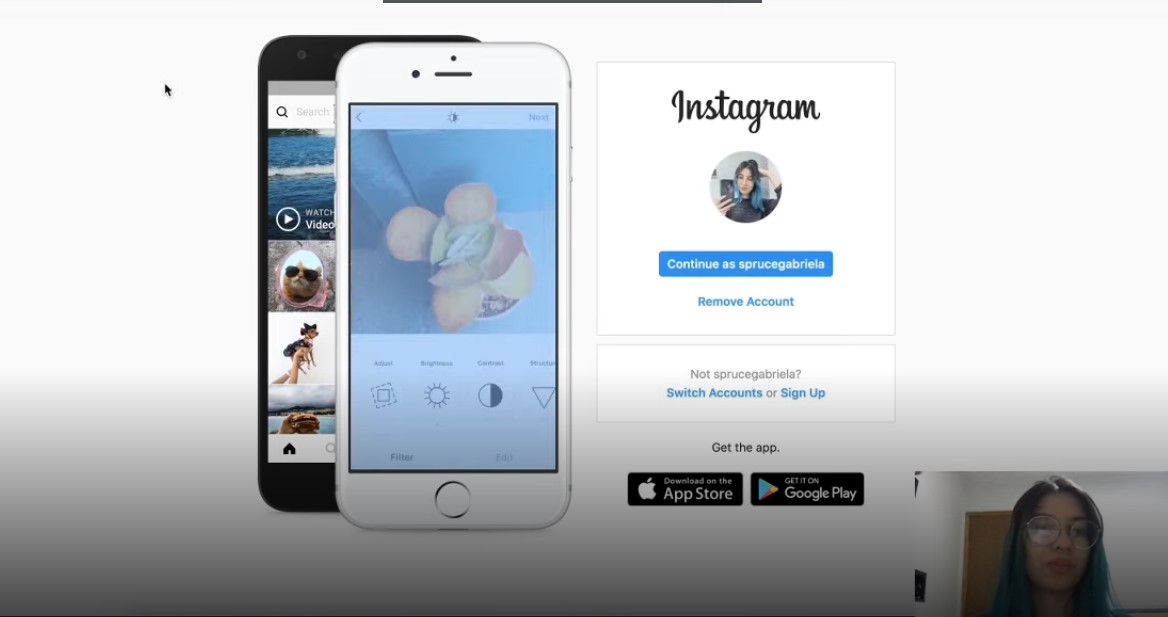 Search
WATCH
Video
Next
Adjust
Brightness
Contrast
Structur
Filter
Edit
Instagram
Continue as sprucegabriela
Remove Account
Not sprucegabriela?
Switch Accounts or Sign Up
Get the app.
Download on the
App Store
GET IT ON
Google Play